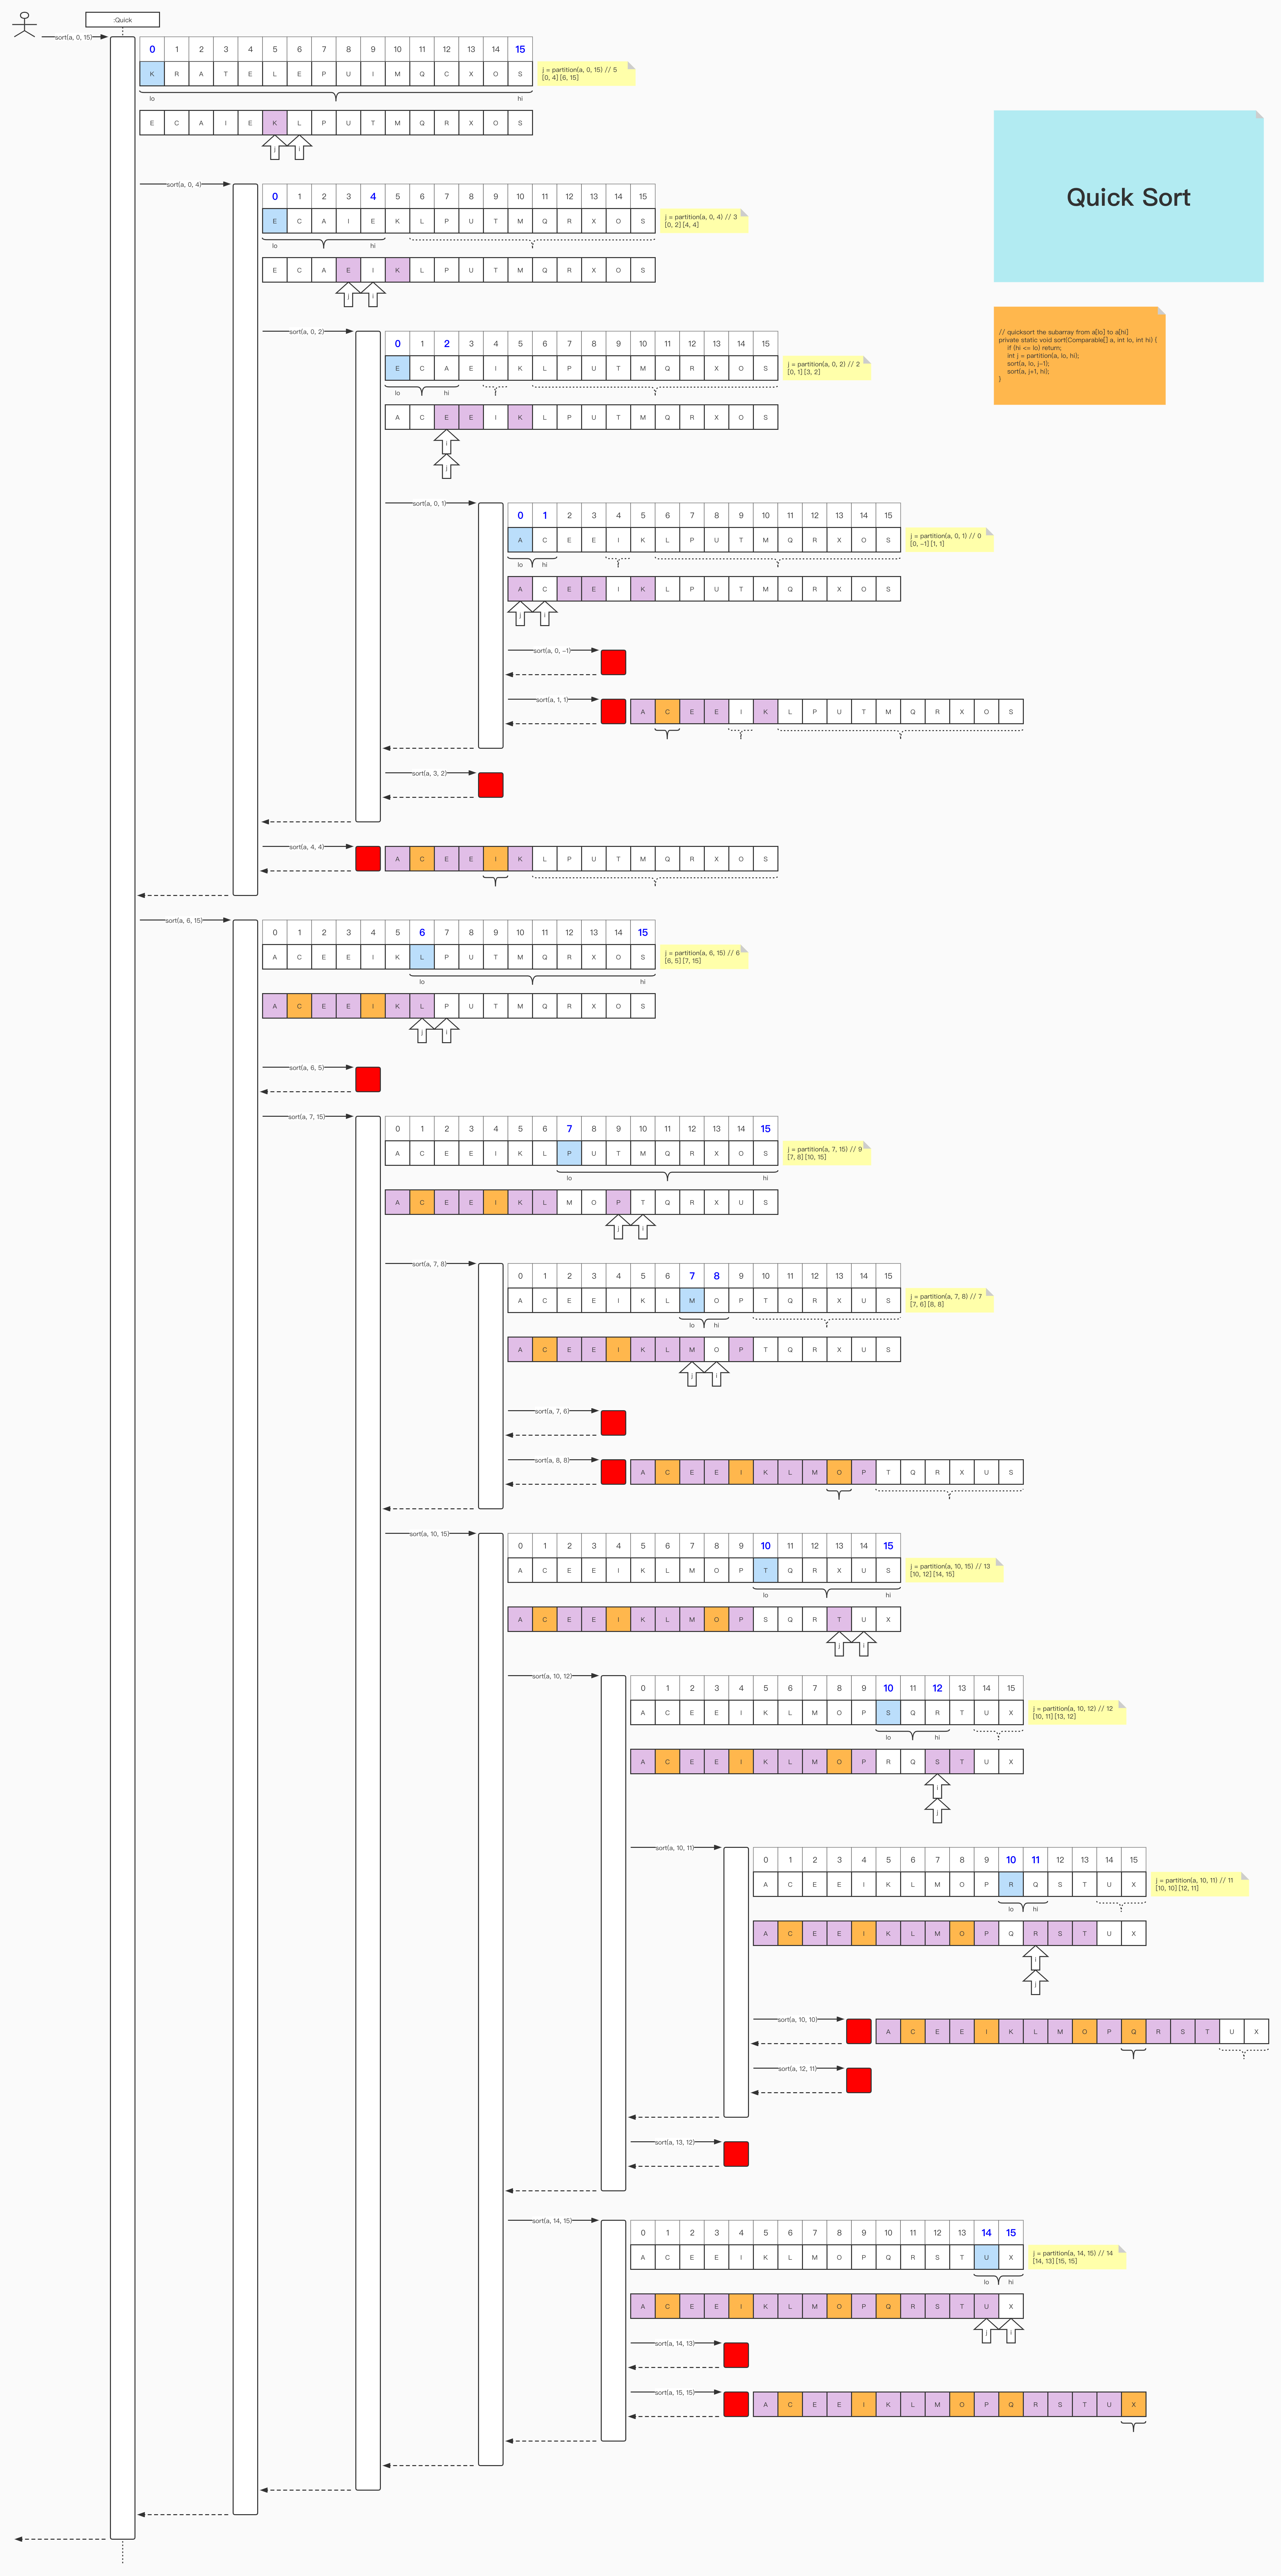 :Quick
sort(a, 0, 15)
0 1 2 3 4 5 6 7 8 9 10 11 12 13 14 15
K R A T E L E P U I M Q C X O S
j = partition(a, 0, 15) // 5
[0, 4] [6, 15]
lo hi
E C A I E K L P U T M Q R X O S
j i
Quick Sort
sort(a, 0, 4)
0 1 2 3 4 5 6 7 8 9 10 11 12 13 14 15
E C A I E K L P U T M Q R X O S
j = partition(a, 0, 4) // 3
[0, 2] [4, 4]
lo hi
E C A E I K L P U T M Q R X O S
j i
// quicksort the subarray from a[lo] to a[hi]
private static void sort(Comparable[] a, int lo, int hi) {
if (hi <= lo) return;
int j = partition(a, lo, hi);
sort(a, lo, j-1);
sort(a, j+1, hi);
}
sort(a, 0, 2)
0 1 2 3 4 5 6 7 8 9 10 11 12 13 14 15
E C A E I K L P U T M Q R X O S
j = partition(a, 0, 2) // 2
[0, 1] [3, 2]
lo hi
A C E E I K L P U T M Q R X O S
i
j
sort(a, 0, 1)
0 1 2 3 4 5 6 7 8 9 10 11 12 13 14 15
A C E E I K L P U T M Q R X O S
j = partition(a, 0, 1) // 0
[0, -1] [1, 1]
lo hi
A C E E I K L P U T M Q R X O S
j i
sort(a, 0, -1)
sort(a, 1, 1)
A C E E I K L P U T M Q R X O S
sort(a, 3, 2)
sort(a, 4, 4)
A C E E I K L P U T M Q R X O S
sort(a, 6, 15)
0 1 2 3 4 5 6 7 8 9 10 11 12 13 14 15
A C E E I K L P U T M Q R X O S
j = partition(a, 6, 15) // 6
[6, 5] [7, 15]
lo hi
A C E E I K L P U T M Q R X O S
j i
sort(a, 6, 5)
sort(a, 7, 15)
0 1 2 3 4 5 6 7 8 9 10 11 12 13 14 15
A C E E I K L P U T M Q R X O S
j = partition(a, 7, 15) // 9
[7, 8] [10, 15]
lo hi
A C E E I K L M O P T Q R X U S
j i
sort(a, 7, 8)
0 1 2 3 4 5 6 7 8 9 10 11 12 13 14 15
A C E E I K L M O P T Q R X U S
j = partition(a, 7, 8) // 7
[7, 6] [8, 8]
lo hi
A C E E I K L M O P T Q R X U S
j i
sort(a, 7, 6)
sort(a, 8, 8)
A C E E I K L M O P T Q R X U S
sort(a, 10, 15)
0 1 2 3 4 5 6 7 8 9 10 11 12 13 14 15
A C E E I K L M O P T Q R X U S
j = partition(a, 10, 15) // 13
[10, 12] [14, 15]
lo hi
A C E E I K L M O P S Q R T U X
j i
sort(a, 10, 12)
0 1 2 3 4 5 6 7 8 9 10 11 12 13 14 15
A C E E I K L M O P S Q R T U X
j = partition(a, 10, 12) // 12
[10, 11] [13, 12]
lo hi
A C E E I K L M O P R Q S T U X
i
j
sort(a, 10, 11)
0 1 2 3 4 5 6 7 8 9 10 11 12 13 14 15
A C E E I K L M O P R Q S T U X
j = partition(a, 10, 11) // 11
[10, 10] [12, 11]
lo hi
A C E E I K L M O P Q R S T U X
i
j
sort(a, 10, 10)
A C E E I K L M O P Q R S T U X
sort(a, 12, 11)
sort(a, 13, 12)
sort(a, 14, 15)
0 1 2 3 4 5 6 7 8 9 10 11 12 13 14 15
A C E E I K L M O P Q R S T U X
j = partition(a, 14, 15) // 14
[14, 13] [15, 15]
lo hi
A C E E I K L M O P Q R S T U X
j i
sort(a, 14, 13)
sort(a, 15, 15)
A C E E I K L M O P Q R S T U X